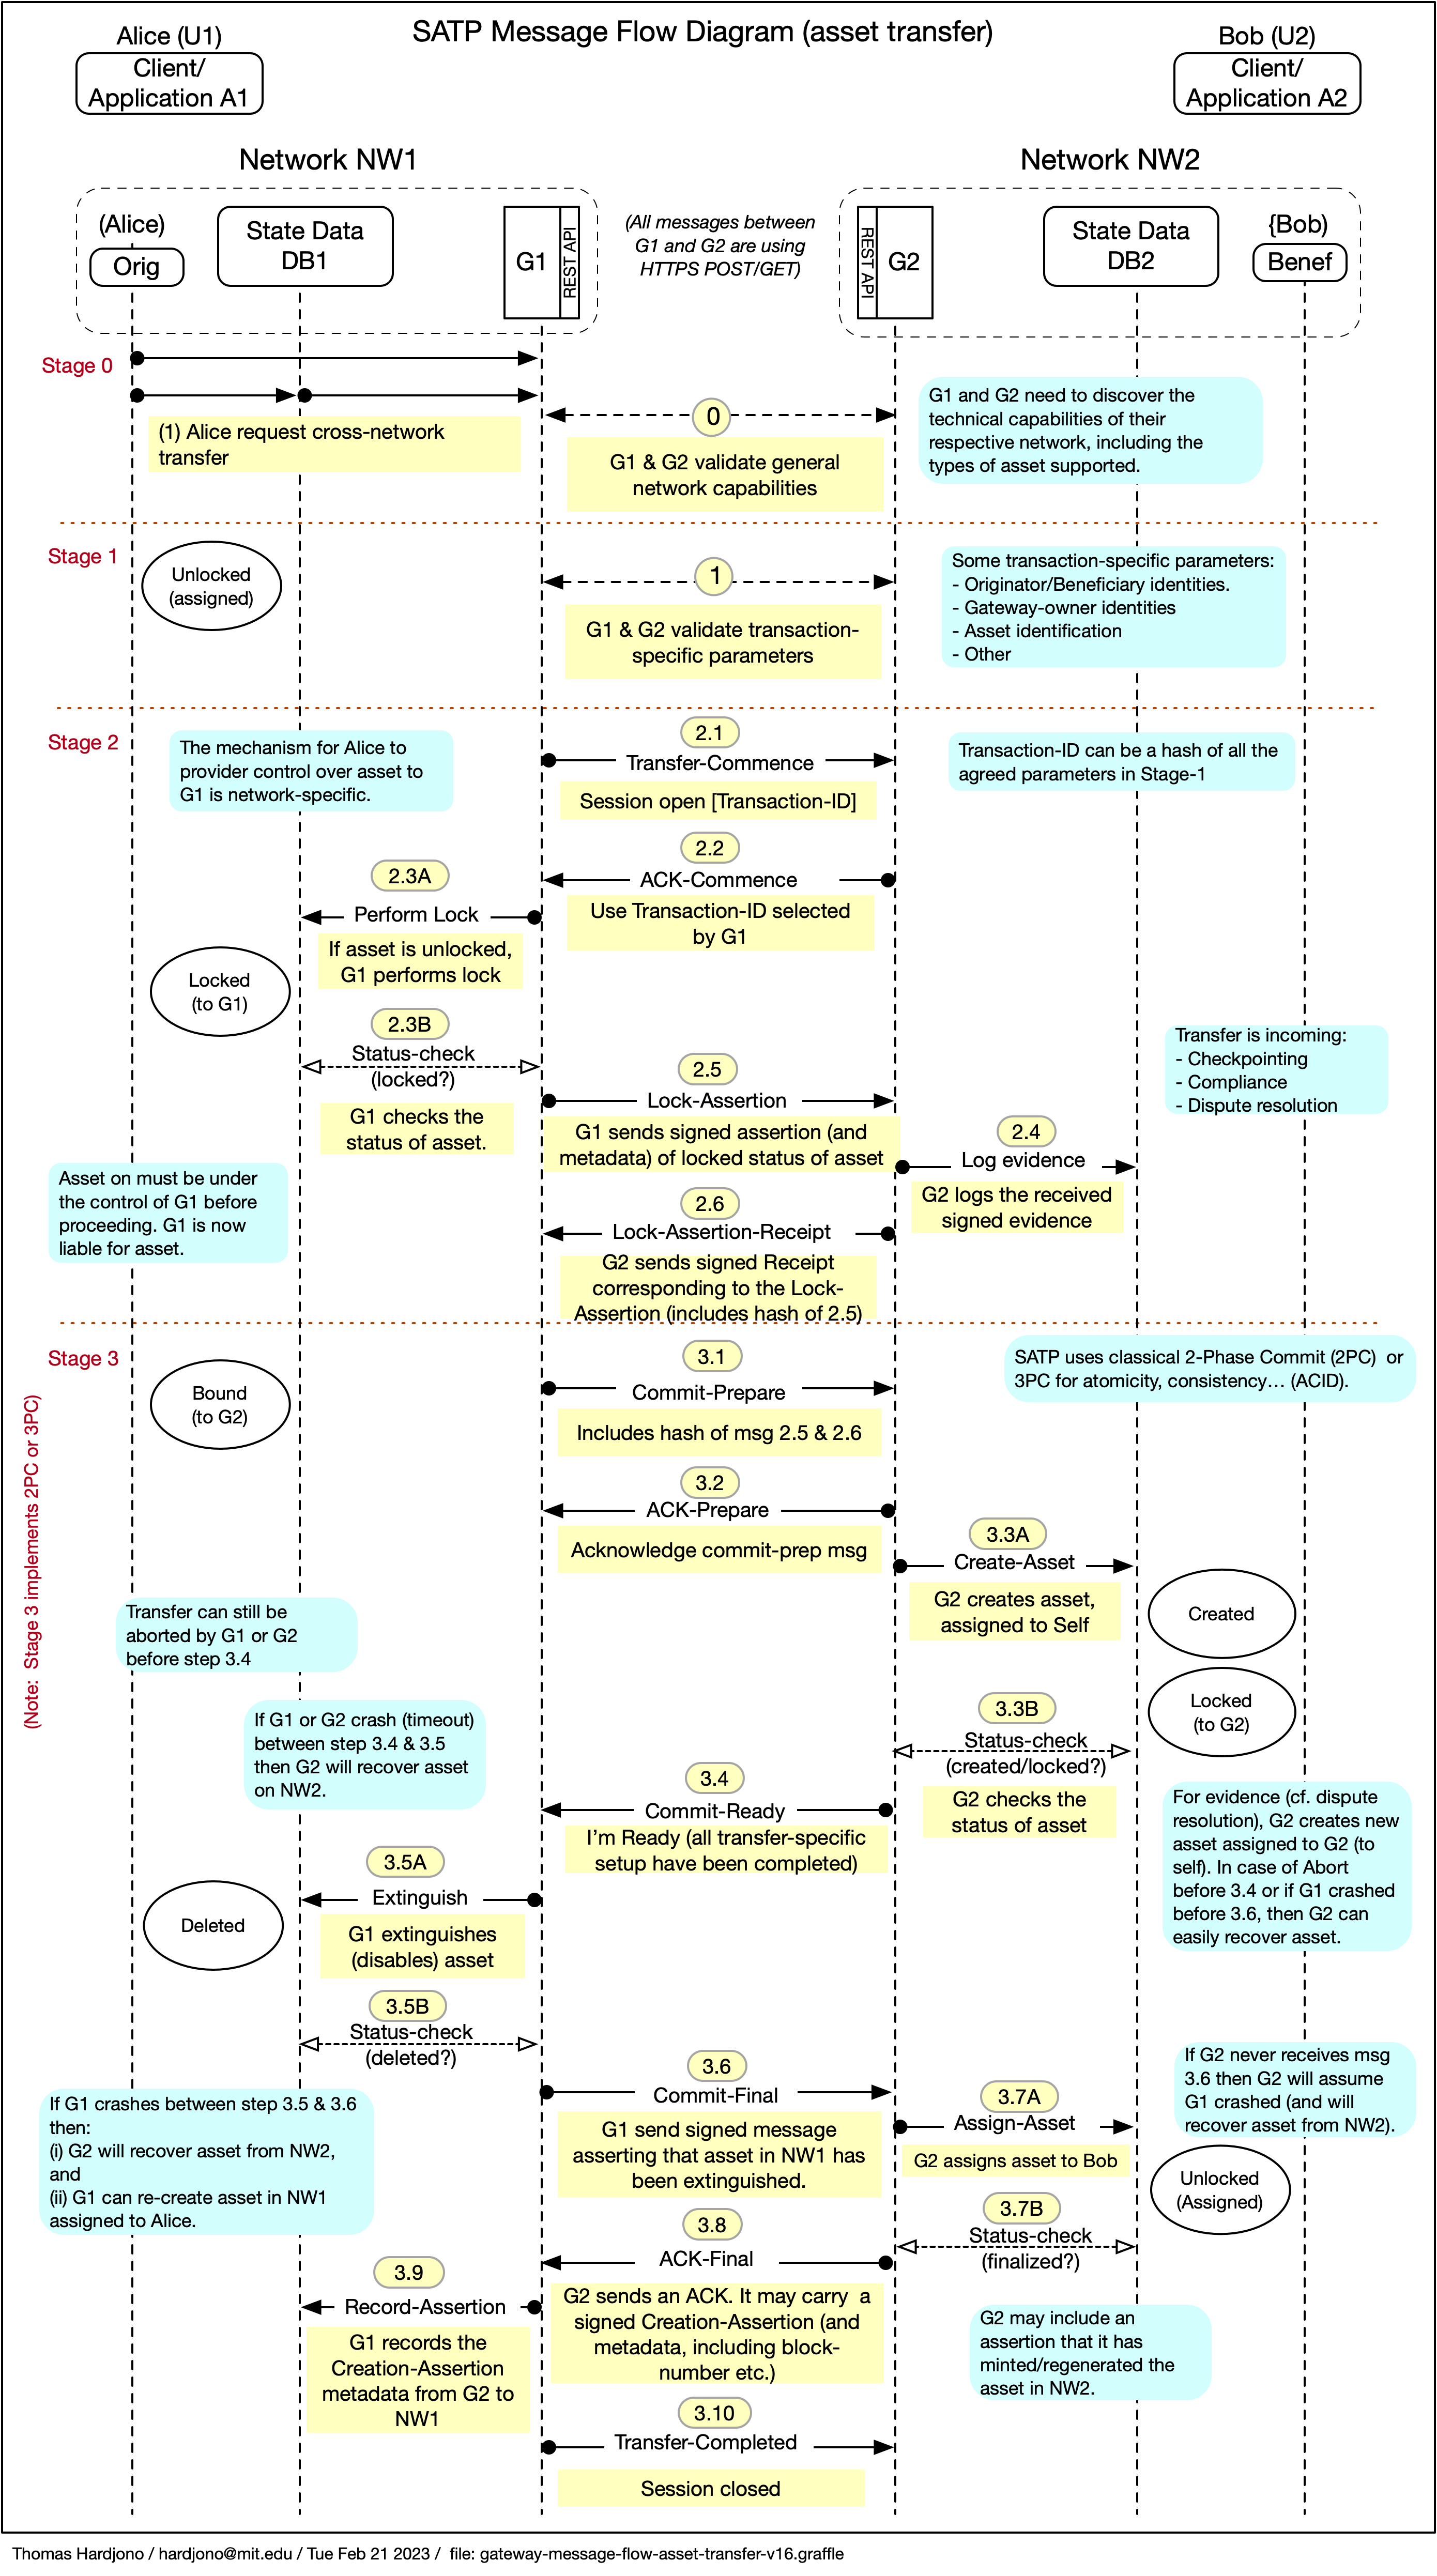 SATP Message Flow Diagram (asset transfer)
Alice (U1)
Client/
Application A1
Bob (U2)
Client/
Application A2
Network NW1
Network NW2
(Alice)
Orig
State Data
DB1
G1
REST API
(All messages between
G1 and G2 are using
HTTPS POST/GET)
REST API
G2
State Data
DB2
{Bob)
Benef
Stage 0
(1) Alice request cross-network
transfer
0
G1 & G2 validate general
network capabilities
G1 and G2 need to discover the
technical capabilities of their
respective network, including the
types of asset supported.
Stage 1
Unlocked
(assigned)
1
G1 & G2 validate transaction-
specific parameters
Some transaction-specific parameters:
- Originator/Beneficiary identities.
- Gateway-owner identities
- Asset identification
- Other
Stage 2
The mechanism for Alice to
provider control over asset to
G1 is network-specific.
2.1
Transfer-Commence
Session open [Transaction-ID]
Transaction-ID can be a hash of all the
agreed parameters in Stage-1
2.2
ACK-Commence
Use Transaction-ID selected
by G1
2.3A
Perform Lock
If asset is unlocked,
G1 performs lock
Locked
(to G1)
2.3B
Status-check
(locked?)
G1 checks the
status of asset.
2.5
Lock-Assertion
G1 sends signed assertion (and
metadata) of locked status of asset
Transfer is incoming:
- Checkpointing
- Compliance
- Dispute resolution
2.4
Log evidence
G2 logs the received
signed evidence
Asset on must be under
the control of G1 before
proceeding. G1 is now
liable for asset.
2.6
Lock-Assertion-Receipt
G2 sends signed Receipt
corresponding to the Lock-
Assertion (includes hash of 2.5)
Stage 3
(Note: Stage 3 implements 2PC or 3PC)
Bound
(to G2)
3.1
Commit-Prepare
Includes hash of msg 2.5 & 2.6
SATP uses classical 2-Phase Commit (2PC) or
3PC for atomicity, consistency… (ACID).
3.2
ACK-Prepare
Acknowledge commit-prep msg
3.3A
Create-Asset
G2 creates asset,
assigned to Self
Created
Transfer can still be
aborted by G1 or G2
before step 3.4
Locked
(to G2)
3.3B
Status-check
(created/locked?)
G2 checks the
status of asset
If G1 or G2 crash (timeout)
between step 3.4 & 3.5
then G2 will recover asset
on NW2.
3.4
Commit-Ready
I'm Ready (all transfer-specific
setup have been completed)
For evidence (cf. dispute
resolution), G2 creates new
asset assigned to G2 (to
self). In case of Abort
before 3.4 or if G1 crashed
before 3.6, then G2 can
easily recover asset.
3.5A
Extinguish
G1 extinguishes
(disables) asset
Deleted
3.5B
Status-check
(deleted?)
3.6
Commit-Final
G1 send signed message
asserting that asset in NW1 has
been extinguished.
If G2 never receives msg
3.6 then G2 will assume
G1 crashed (and will
recover asset from NW2).
3.7A
Assign-Asset
G2 assigns asset to Bob
If G1 crashes between step 3.5 & 3.6
then:
(i) G2 will recover asset from NW2,
and
(ii) G1 can re-create asset in NW1
assigned to Alice.
Unlocked
(Assigned)
3.7B
Status-check
(finalized?)
3.8
ACK-Final
G2 sends an ACK. It may carry a
signed Creation-Assertion (and
metadata, including block-
number etc.)
3.9
Record-Assertion
G1 records the
Creation-Assertion
metadata from G2 to
NW1
G2 may include an
assertion that it has
minted/regenerated the
asset in NW2.
3.10
Transfer-Completed
Session closed
Thomas Hardjono / hardjono@mit.edu / Tue Feb 21 2023 / file: gateway-message-flow-asset-transfer-v16.graffle